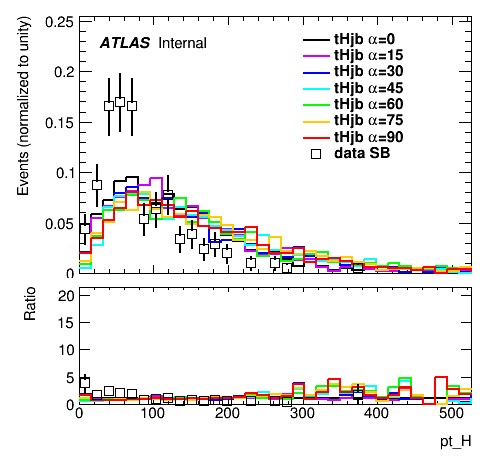 Events (normalized to unity)
0.25
0.2
0.15
0.1
0.05
0
ATLAS Internal
tHjb α=0
tHjb α=15
tHjb α=30
tHjb α=45
tHjb α=60
tHjb α=75
tHjb α=90
data SB
Ratio
20
15
10
5
0
0 100 200 300 400 500
pt_H